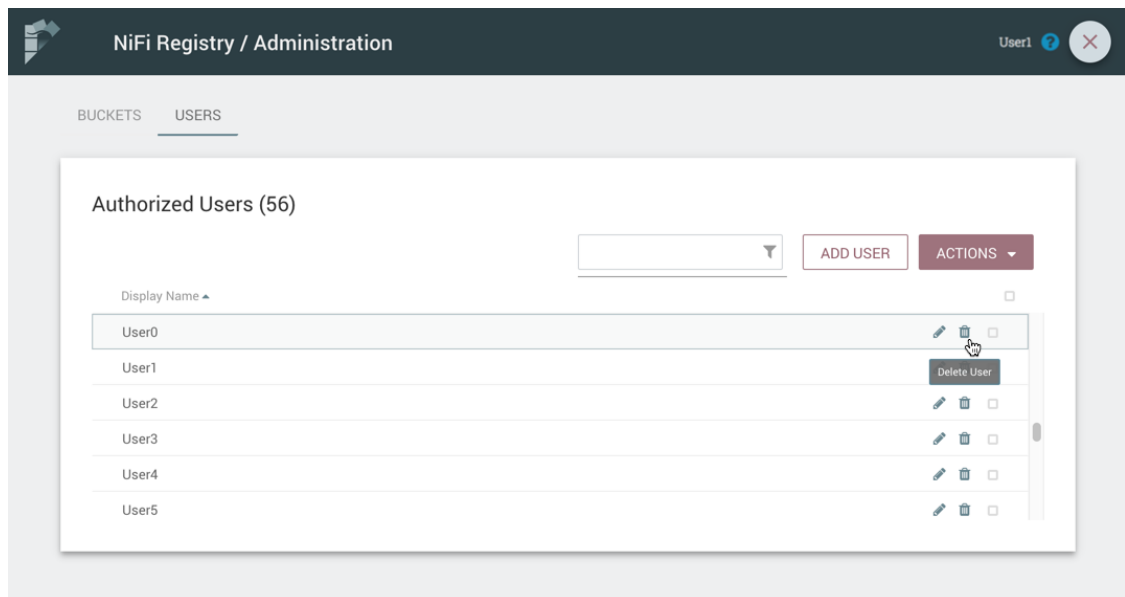 NiFi Registry / Administration
User1
BUCKETS USERS
Authorized Users (56)
ADD USER
ACTIONS
Display Name
User0
User1
Delete User
User2
User3
User4
User5